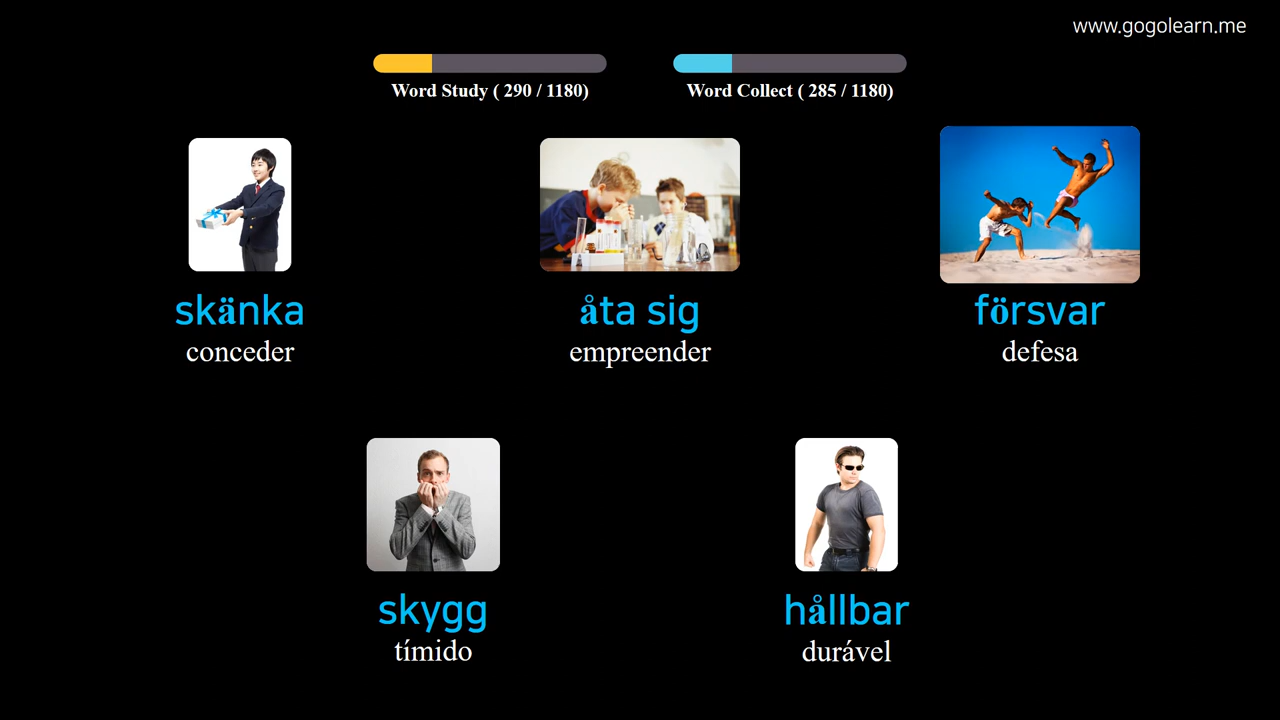 www.gogolearn.me
Word Study ( 290 / 1180)
Word Collect ( 285 / 1180)
skänka
conceder
åta sig
empreender
försvar
defesa
skygg
tímido
hållbar
durável